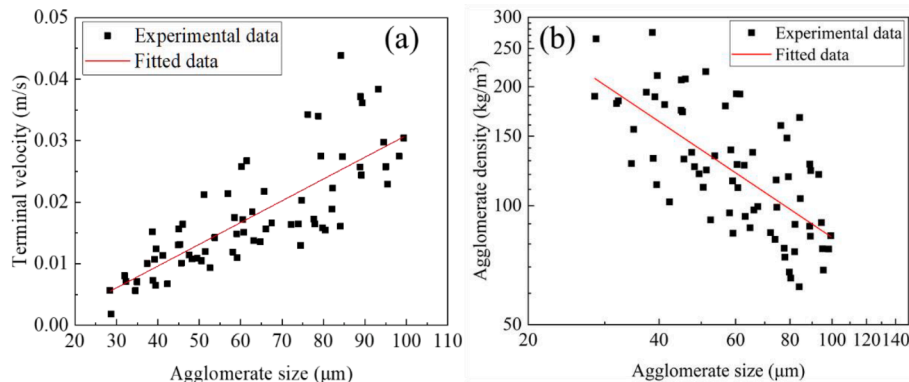 (a)
Experimental data
Fitted data
Terminal velocity (m/s)
0.05
0.04
0.03
0.02
0.01
0.00
20 30 40 50 60 70 80 90 100 110
Agglomerate size (μm)
(b)
Experimental data
Fitted data
Agglomerate density (kg/m³)
300
250
200
150
100
50
20 40 60 80 100 120 140
Agglomerate size (μm)